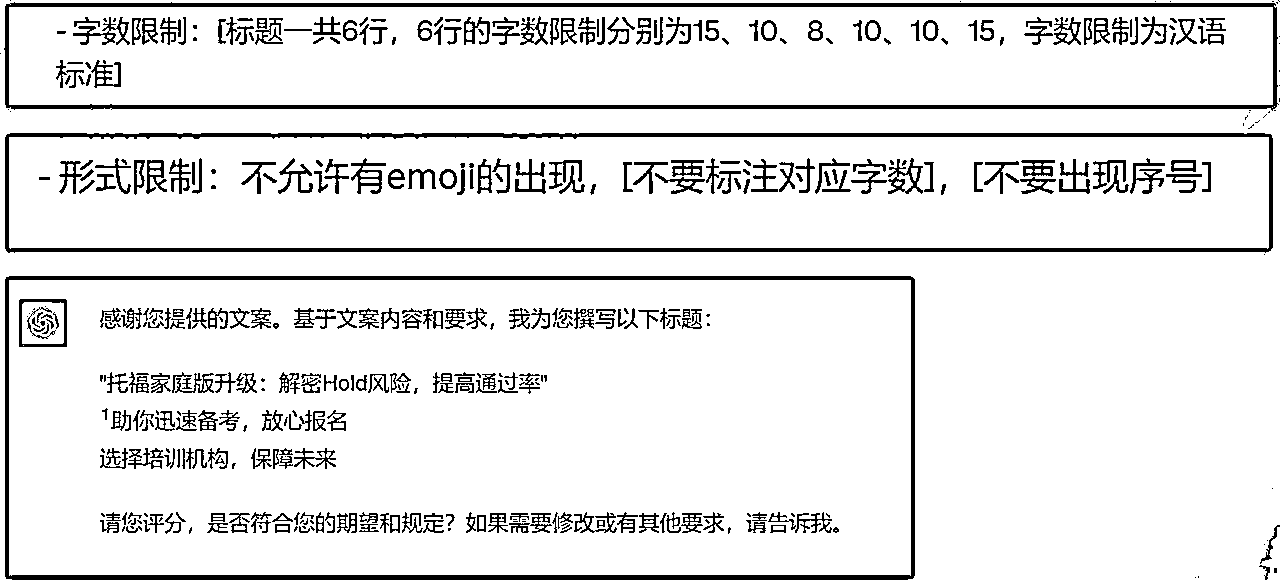 - 字数限制：[标题一共6行，6行的字数限制分别为15、10、8、10、10、15，字数限制为汉语
标准]
- 形式限制：不允许有emoji的出现，[不要标注对应字数]，[不要出现序号]
感谢您提供的文案。基于文案内容和要求，我为您撰写以下标题：
"托福家庭版升级：解密Hold风险，提高通过率"
¹助你迅速备考，放心报名
选择培训机构，保障未来
请您评分，是否符合您的期望和规定？如果需要修改或有其他要求，请告诉我。